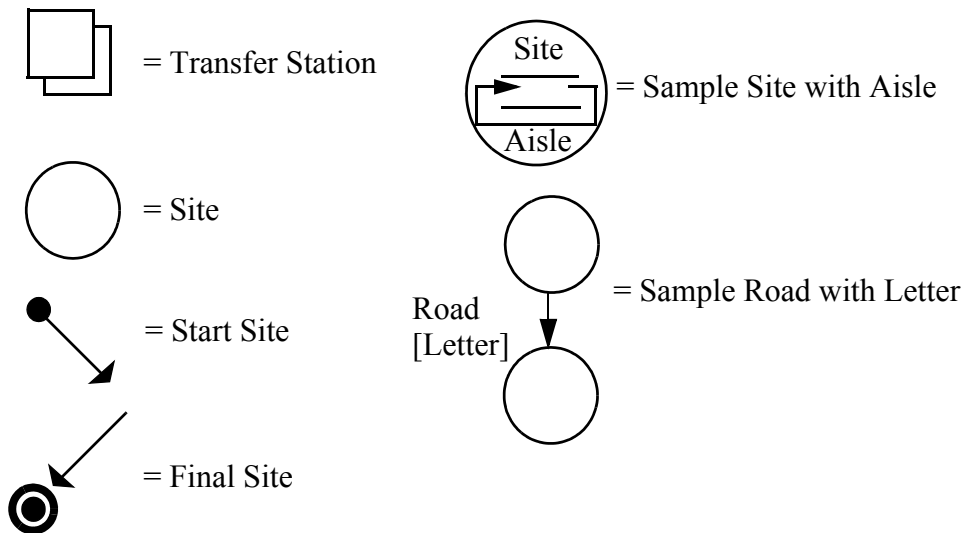 = Transfer Station
= Site
= Start Site
= Final Site
Site
Aisle
= Sample Site with Aisle
Road
[Letter]
= Sample Road with Letter